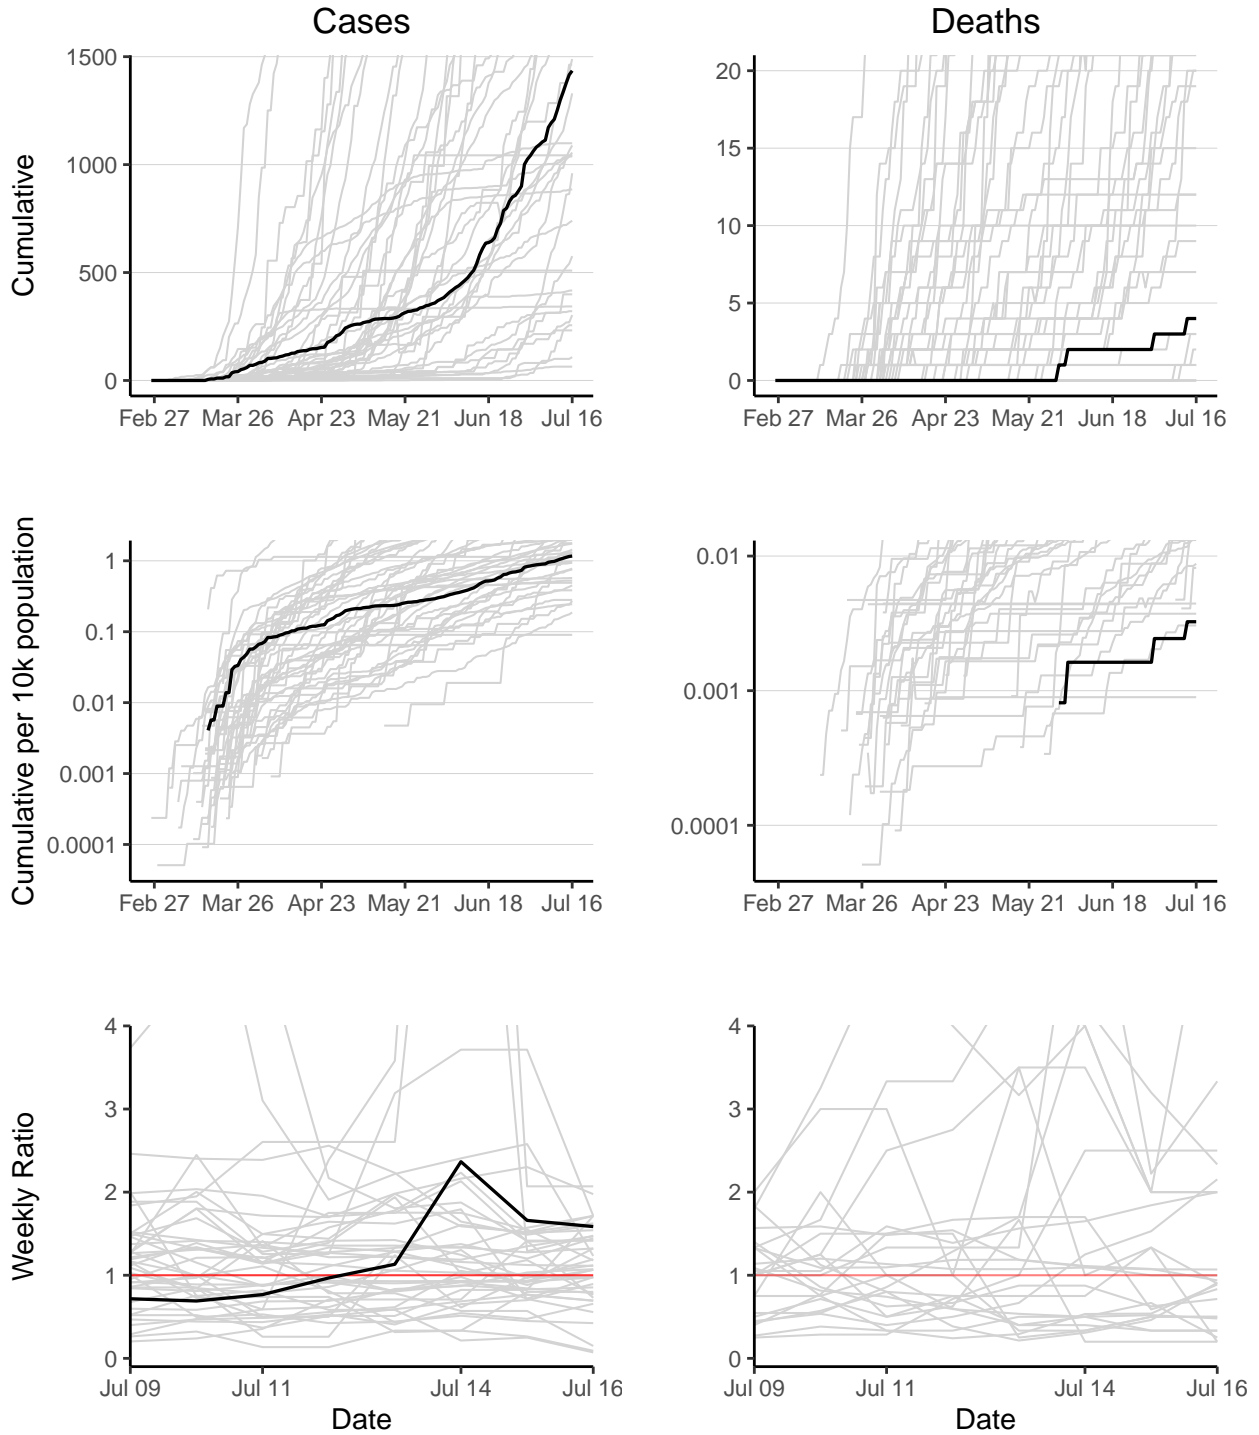 Cases
Deaths
Cumulative
1500
1000
500
0
Feb 27 Mar 26 Apr 23 May 21 Jun 18 Jul 16
20
15
10
5
0
Feb 27 Mar 26 Apr 23 May 21 Jun 18 Jul 16
Cumulative per 10k population
1
0.1
0.01
0.001
0.0001
Feb 27 Mar 26 Apr 23 May 21 Jun 18 Jul 16
0.01
0.001
0.0001
Feb 27 Mar 26 Apr 23 May 21 Jun 18 Jul 16
Weekly Ratio
4
3
2
1
0
Jul 09 Jul 11 Jul 14 Jul 16
Date
4
3
2
1
0
Jul 09 Jul 11 Jul 14 Jul 16
Date